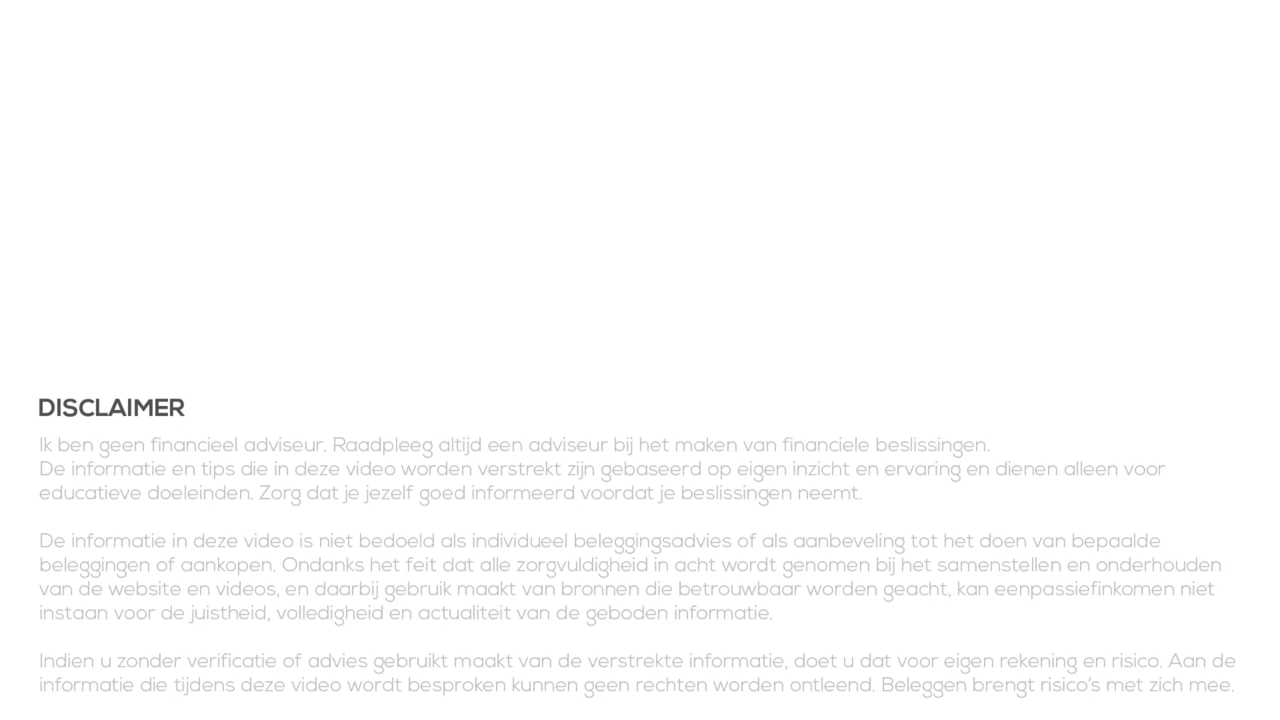 DISCLAIMER
Ik ben geen financieel adviseur. Raadpleeg altijd een adviseur bij het maken van financiele beslissingen.
De informatie en tips die in deze video worden verstrekt zijn gebaseerd op eigen inzicht en ervaring en dienen alleen voor
educatieve doeleinden. Zorg dat je jezelf goed informeerd voordat je beslissingen neemt.
De informatie in deze video is niet bedoeld als individueel beleggingsadvies of als aanbeveling tot het doen van bepaalde
beleggingen of aankopen. Ondanks het feit dat alle zorgvuldigheid in acht wordt genomen bij het samenstellen en onderhouden
van de website en videos, en daarbij gebruik maakt van bronnen die betrouwbaar worden geacht, kan eenpassiefinkomen niet
instaan voor de juistheid, volledigheid en actualiteit van de geboden informatie.
Indien u zonder verificatie of advies gebruikt maakt van de verstrekte informatie, doet u dat voor eigen rekening en risico. Aan de
informatie die tijdens deze video wordt besproken kunnen geen rechten worden ontleend. Beleggen brengt risico’s met zich mee.